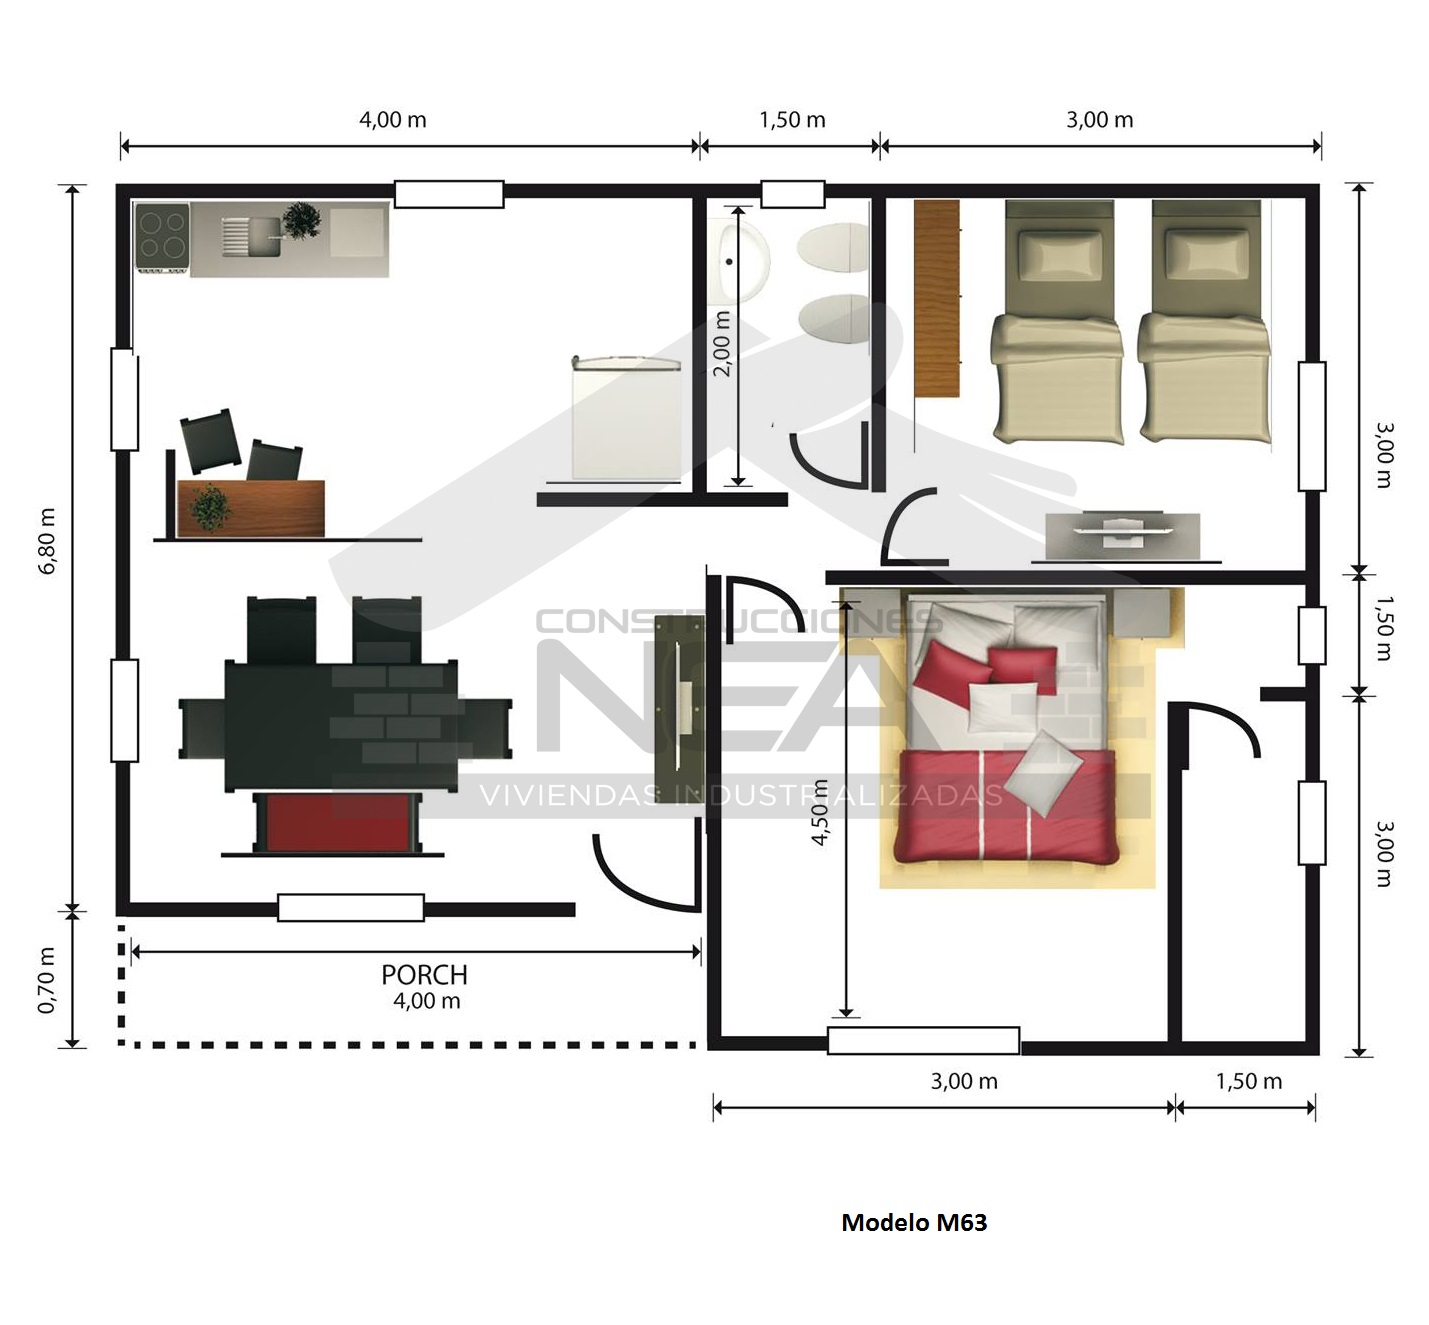 4,00 m
1,50 m
3,00 m
2,00 m
3,00 m
6,80 m
1,50 m
CONSTRUCCIONES
NOA
VIVIENDAS INDUSTRIALIZADAS
4,50 m
3,00 m
0,70 m
PORCH
4,00 m
3,00 m
1,50 m
Modelo M63